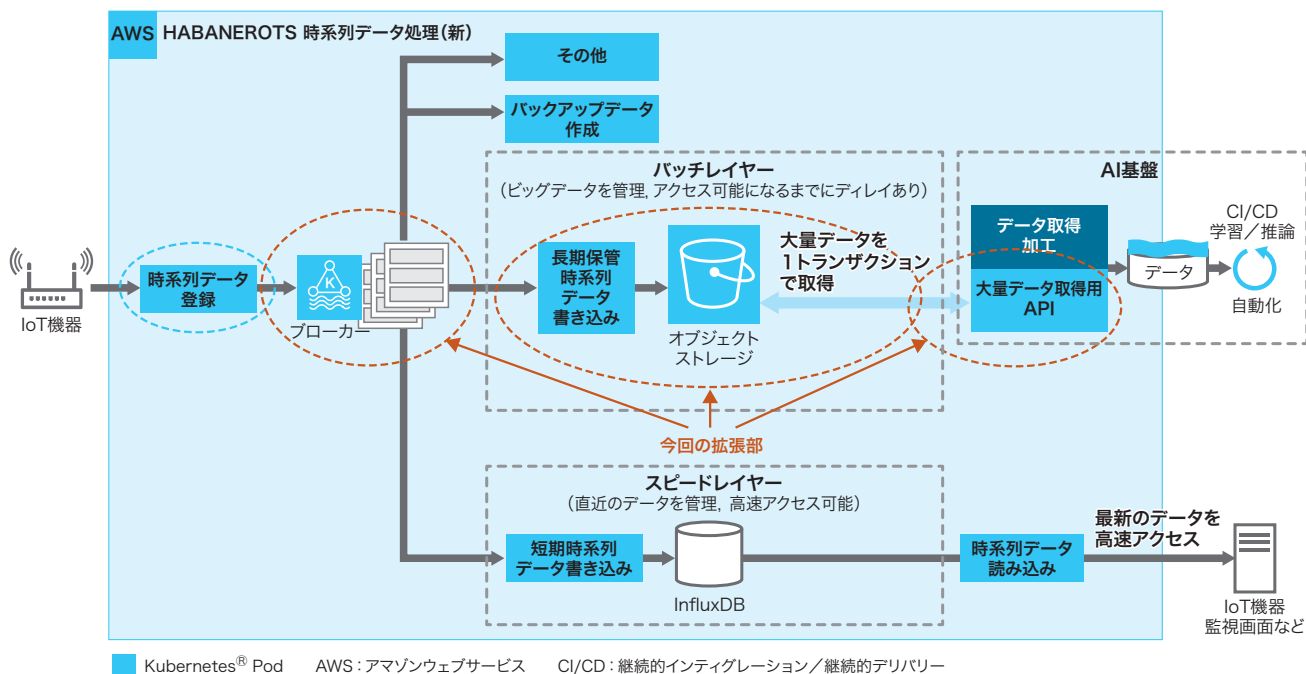 AWS HABANEROTS 時系列データ処理(新)
その他
バックアップデータ
作成
バッチレイヤー
(ビッグデータを管理, アクセス可能になるまでにディレイあり)
AI基盤
IoT機器
時系列データ
登録
K
ブローカー
長期保管
時系列
データ
書き込み
オブジェクト
ストレージ
大量データを
1トランザクション
で取得
データ取得
加工
大量データ取得用
API
データ
CI/CD
学習/推論
自動化
今回の拡張部
スピードレイヤー
(直近のデータを管理, 高速アクセス可能)
短期時系列
データ書き込み
InfluxDB
時系列データ
読み込み
最新のデータを
高速アクセス
IoT機器
監視画面など
Kubernetes® Pod AWS:アマゾンウェブサービス CI/CD:継続的インティグレーション/継続的デリバリー